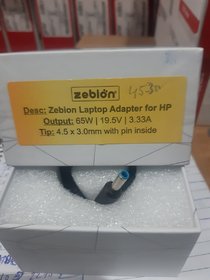 zebion
Desc: Zebion Laptop Adapter for HP
Output: 65W | 19.5V | 3.33A
Tip: 4.5 x 3.0mm with pin inside